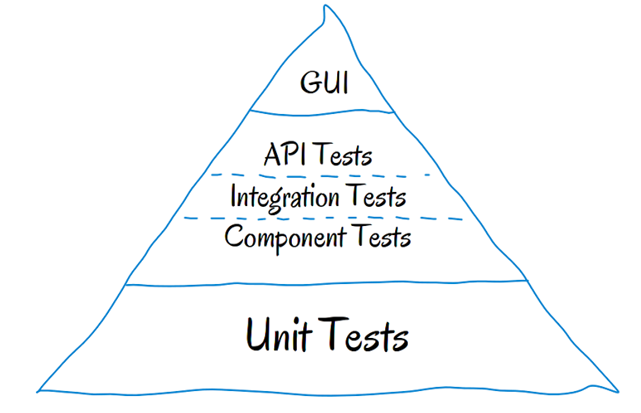 GUI
API Tests
Integration Tests
Component Tests
Unit Tests